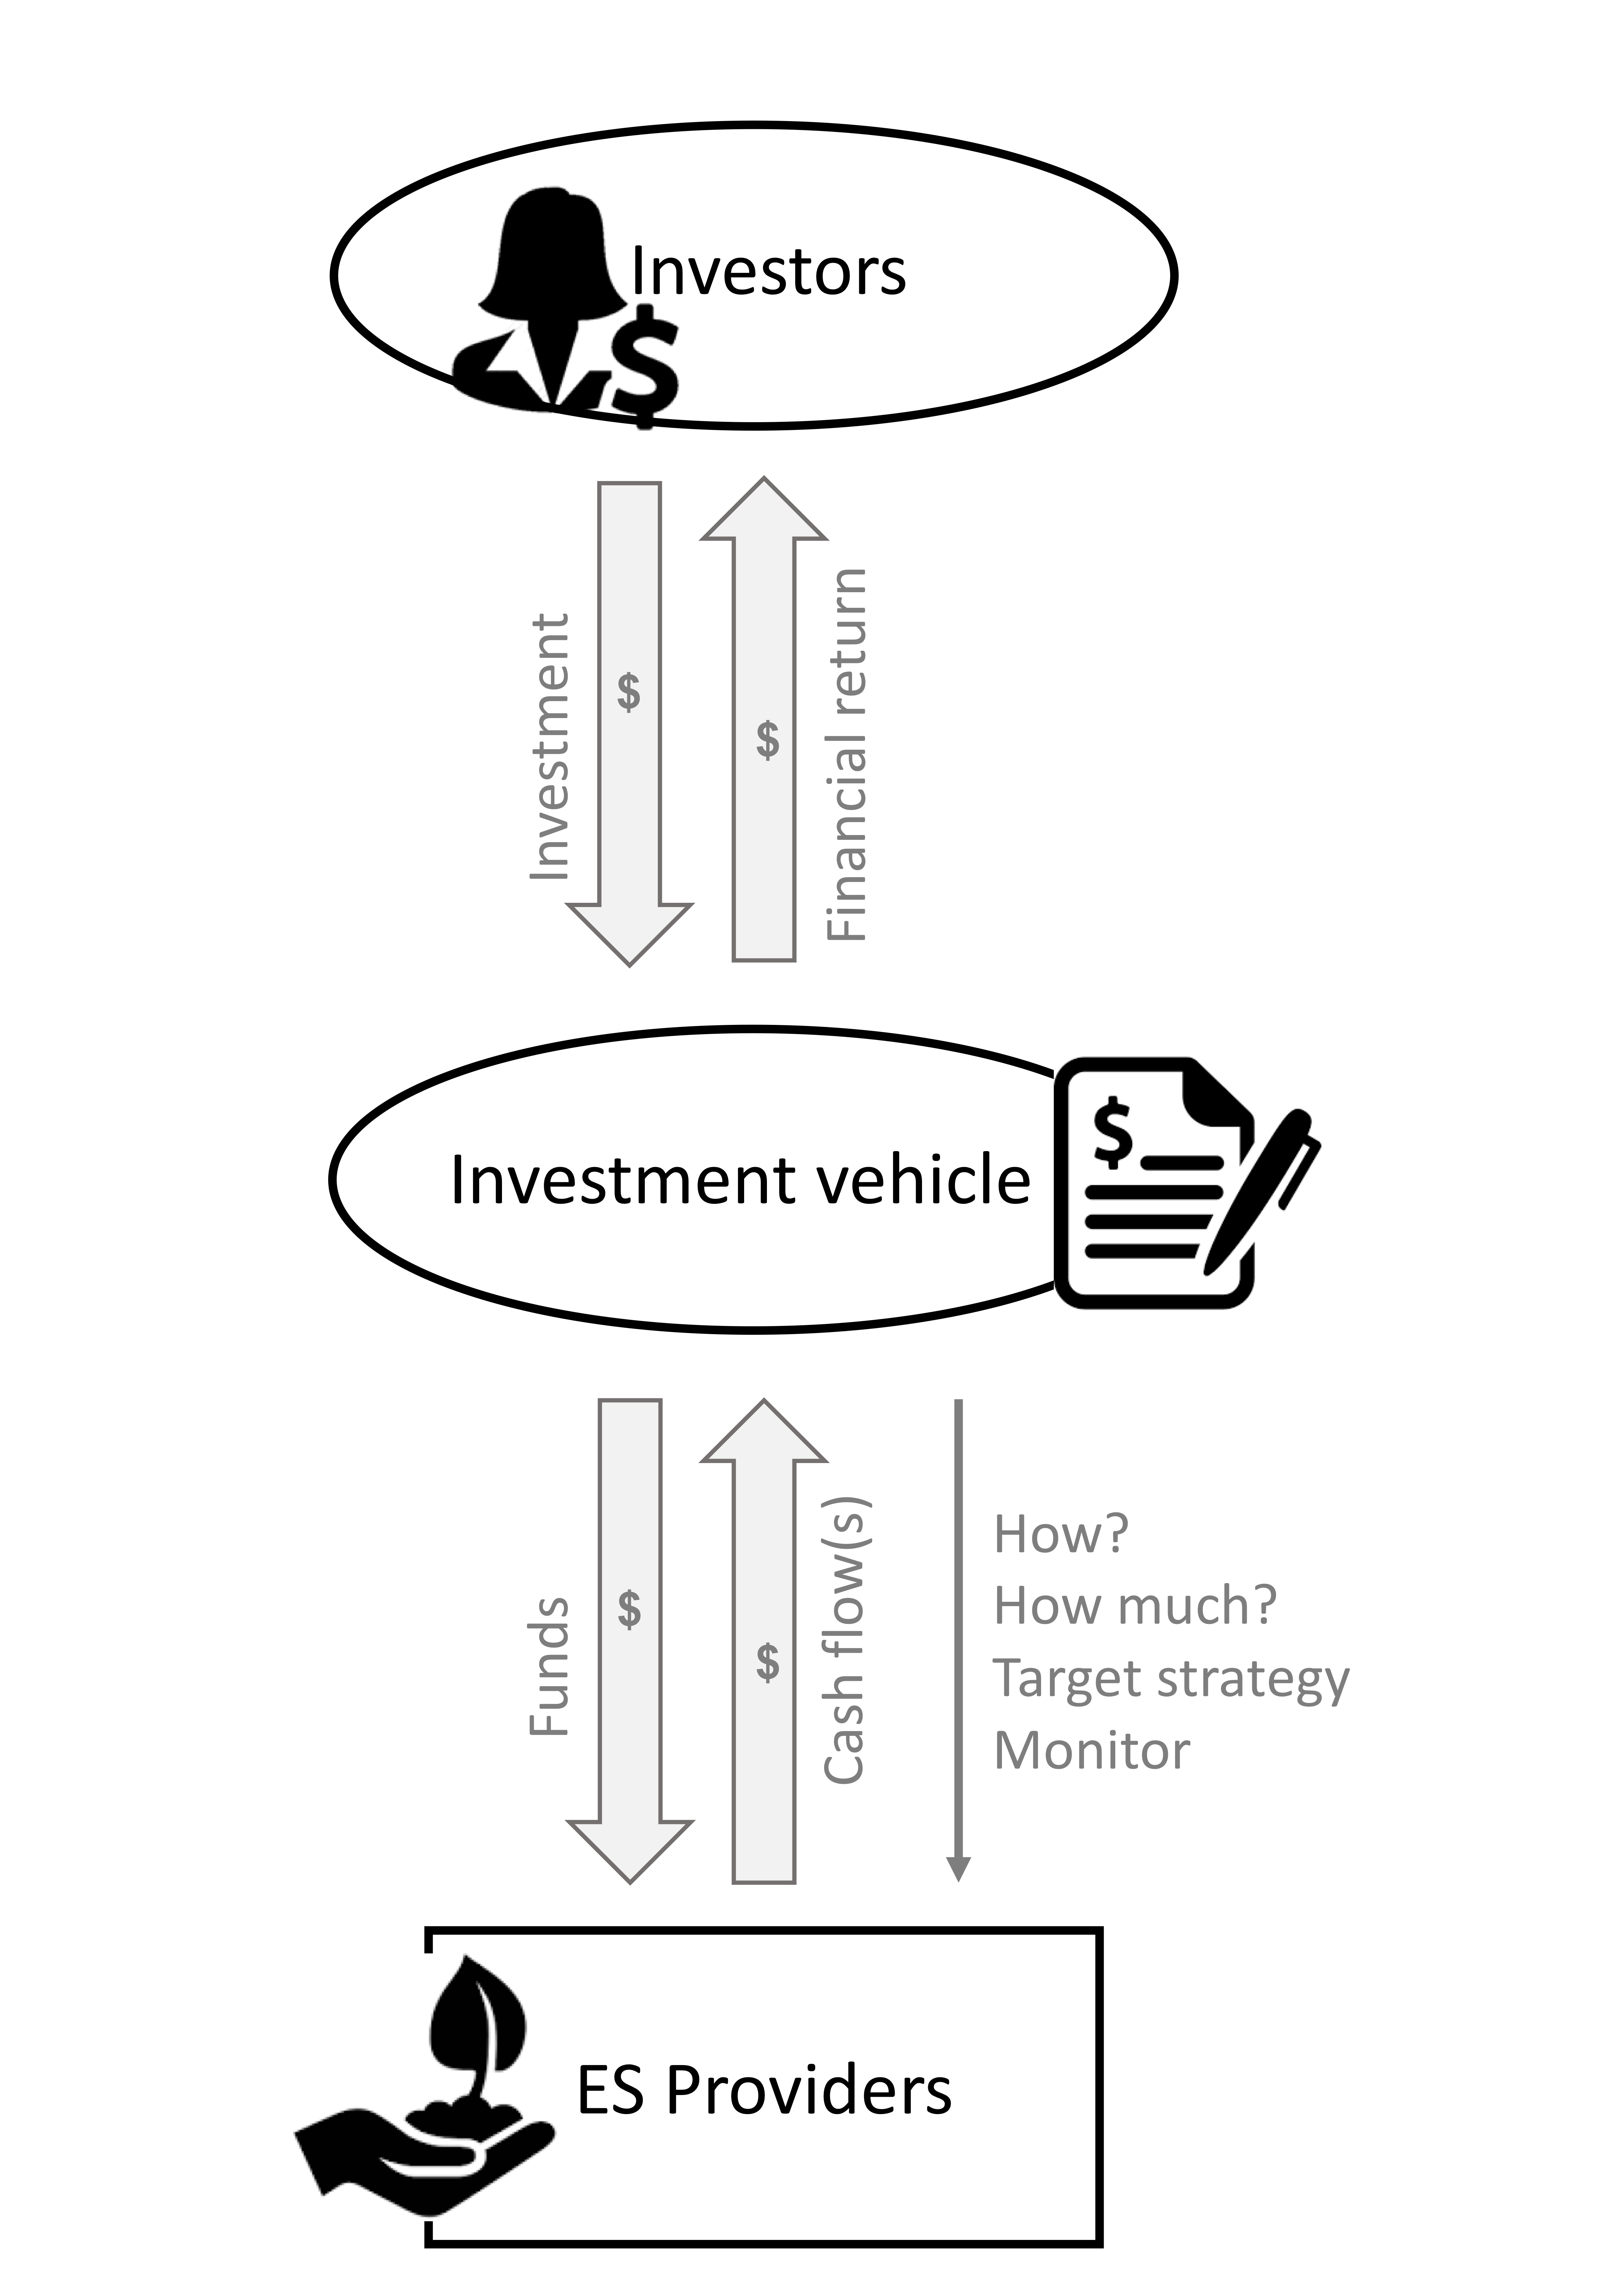 Investors
$
Investment
$
$
Financial return
Investment vehicle
$
Funds
$
$
Cash flow(s)
How?
How much?
Target strategy
Monitor
ES Providers